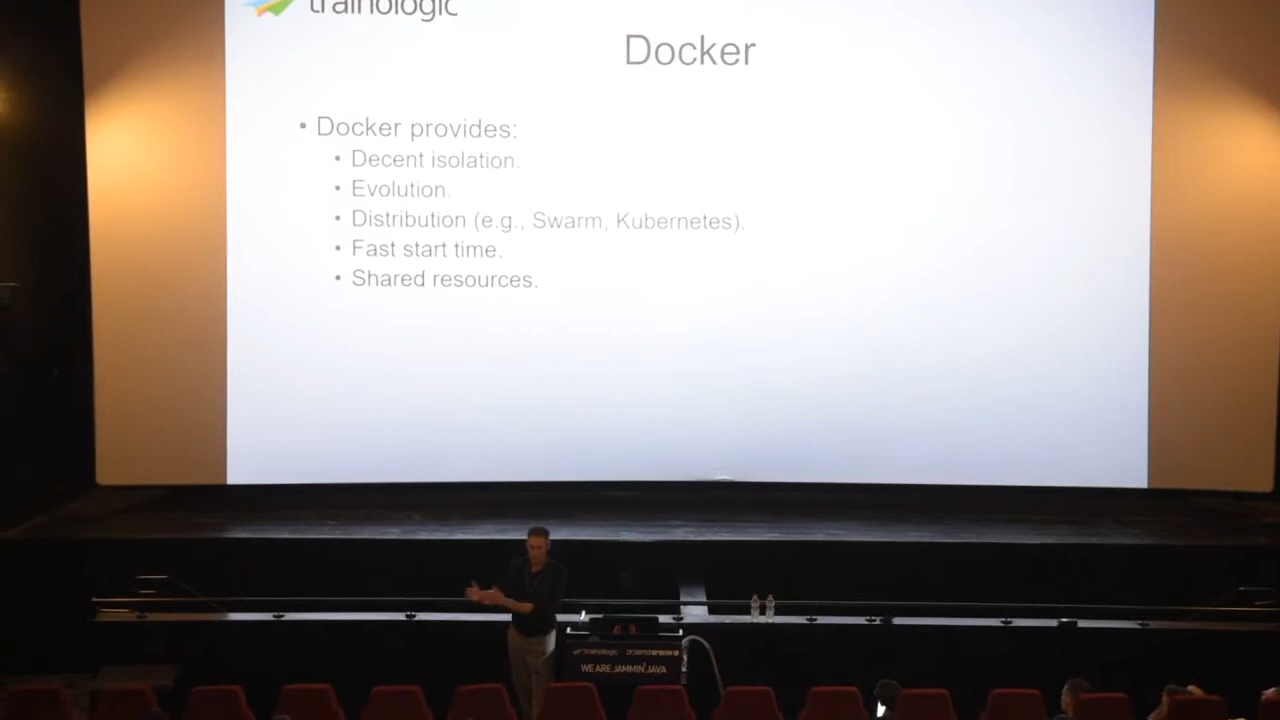 trainologic
Docker
• Docker provides:
• Decent isolation.
• Evolution.
• Distribution (e.g., Swarm, Kubernetes).
• Fast start time.
• Shared resources.
trainologic
WE ARE JAMMIN'JAVA